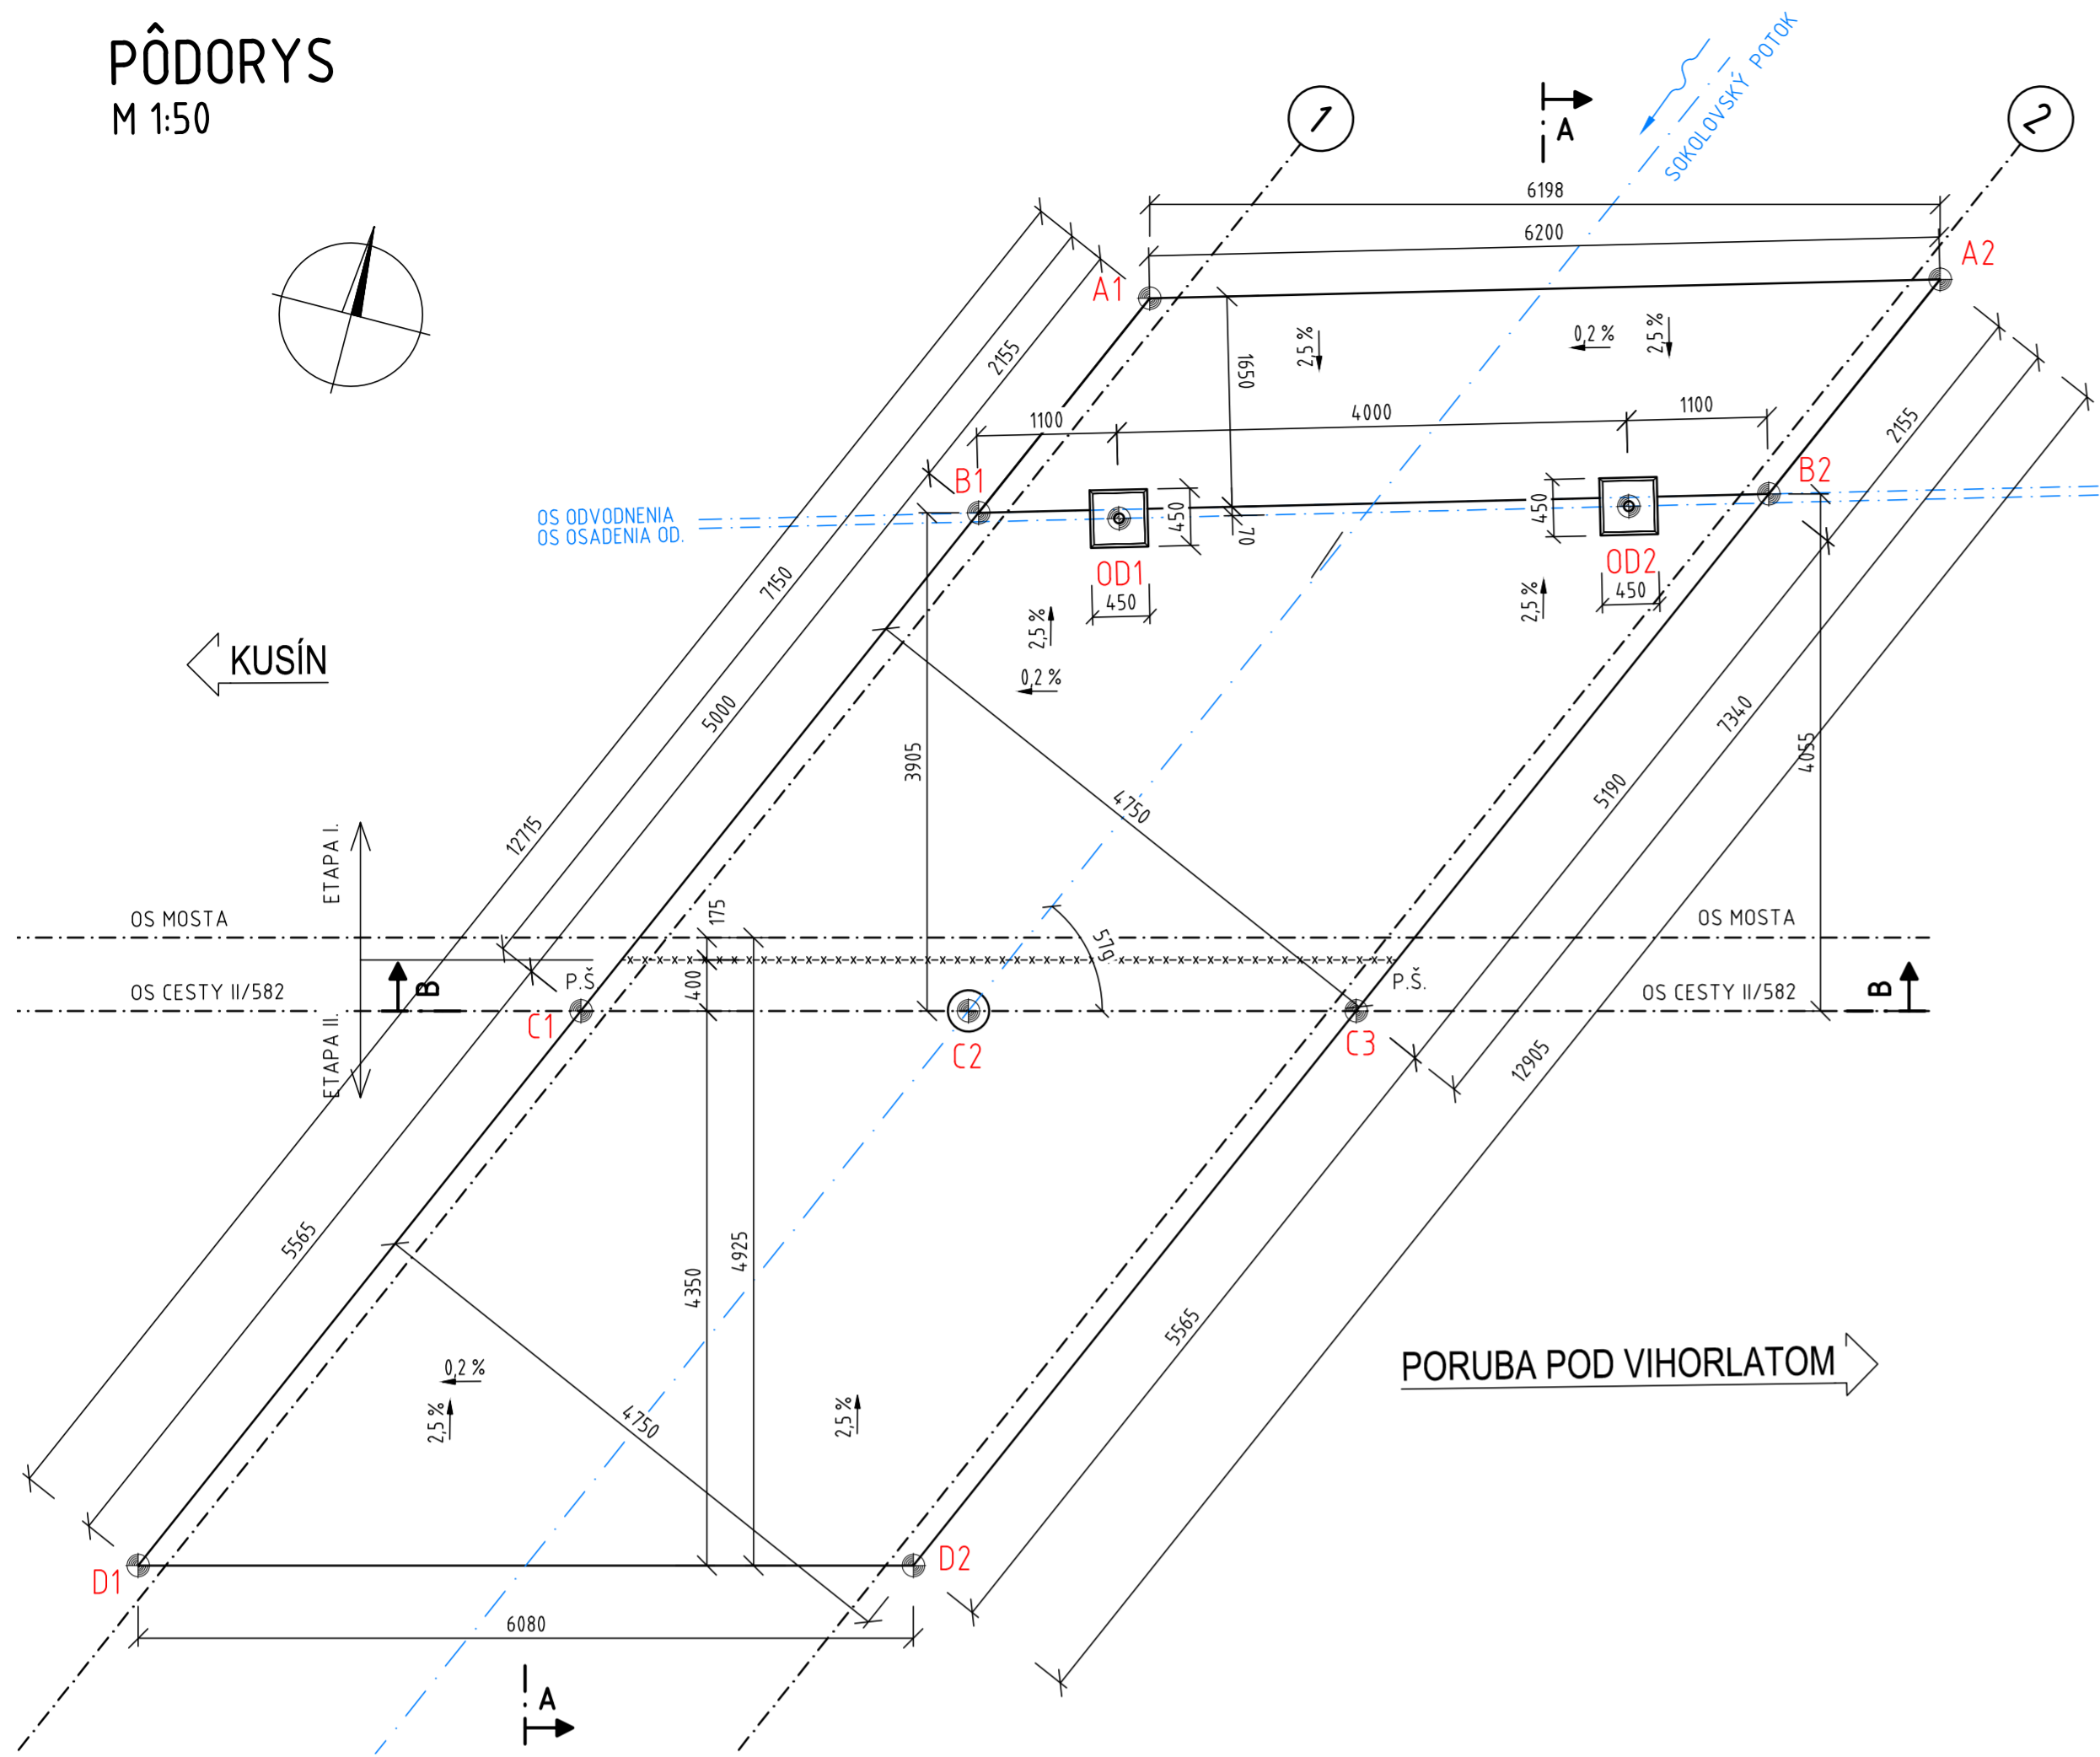 PÔDORYS
M 1:50
1
A
2
SOKOLOVSKÝ POTOK
6198
6200
A1
A2
2155
1650
2,5 %
0,2 %
2,5 %
1100
4000
1100
2155
B1
B2
OS ODVODNENIA
OS OSADENIA OD.
450
70
450
OD1
OD2
450
450
7150
2,5 %
2,5 %
KUSÍN
0,2 %
5000
3905
7340
4055
4750
5190
12715
ETAPA I.
OS MOSTA
175
57g
OS MOSTA
P.Š
400
P.Š.
OS CESTY II/582
B
OS CESTY II/582
B
C1
C2
C3
ETAPA II.
12905
5565
4350
4925
5565
PORUBA POD VIHORLATOM
0,2 %
2,5 %
2,5 %
4750
D1
D2
6080
A